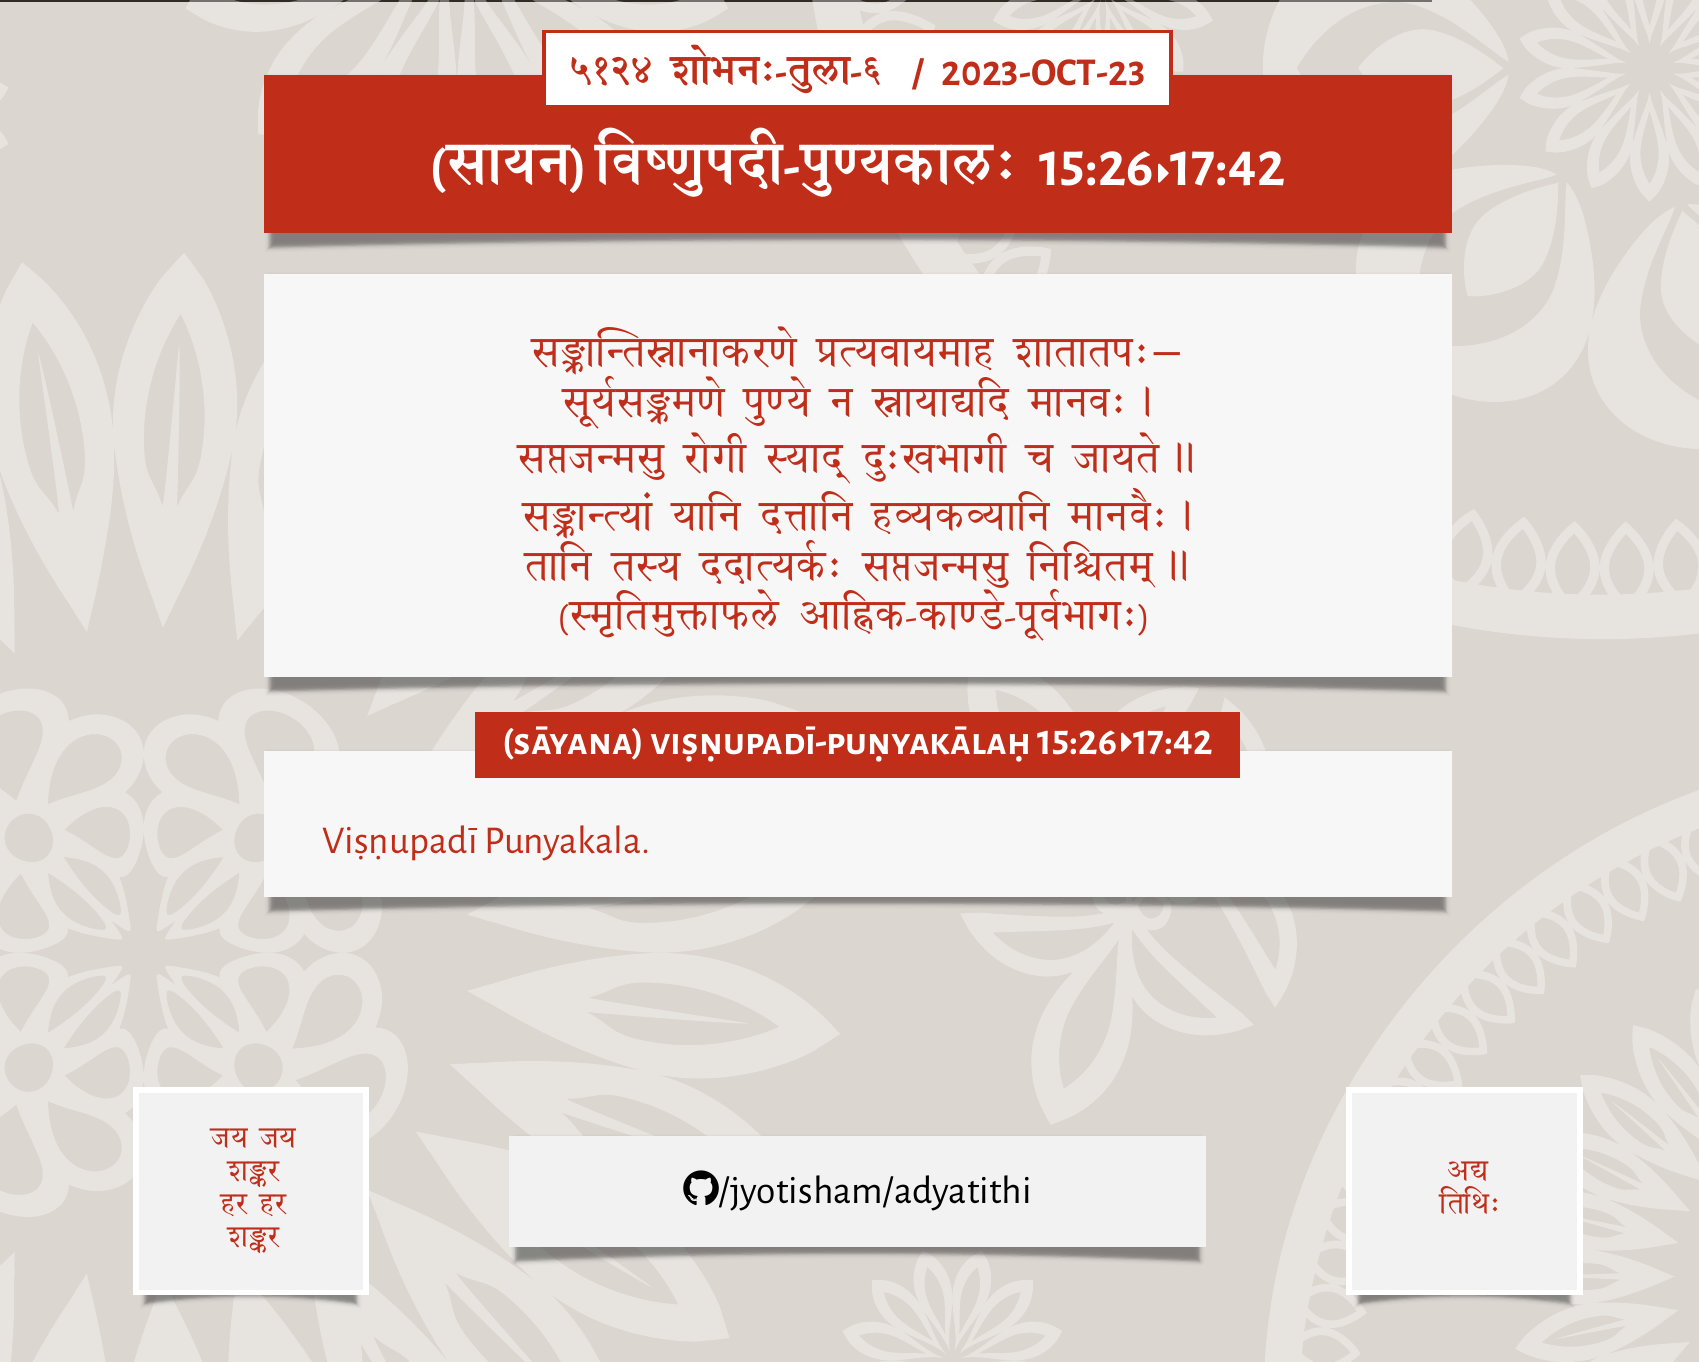 ५१२४ शोभनः-तुला-६ / 2023-OCT-23
(सायन) विष्णुपदी-पुण्यकालः 15:26▸17:42
सङ्क्रान्तिस्नानाकरणे प्रत्यवायमाह शातातपः—
सूर्यसङ्क्रमणे पुण्ये न स्नायाद्यदि मानवः ।
सप्तजन्मसु रोगी स्याद् दुःखभागी च जायते ॥
सङ्क्रान्त्यां यानि दत्तानि हव्यकव्यानि मानवैः ।
तानि तस्य ददात्यर्कः सप्तजन्मसु निश्चितम् ॥
(स्मृतिमुक्ताफले आह्निक-काण्डे-पूर्वभागः)
(SĀYANA) VIṢṆUPADĪ-PUṆYAKĀLAḤ 15:26▸17:42
Viṣṇupadī Punyakala.
जय जय
शङ्कर
हर हर
शङ्कर
/jyotisham/adyatithi
अद्य
तिथिः